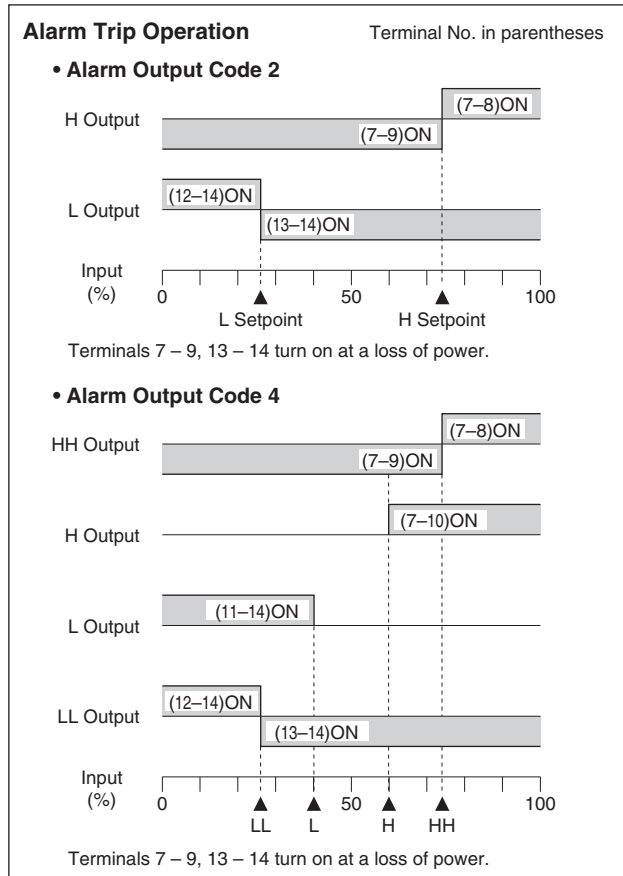 Alarm Trip Operation Terminal No. in parentheses
• Alarm Output Code 2
(7–8)ON
H Output
(7–9)ON
(12–14)ON
L Output
(13–14)ON
Input
(%)
0 50 100
L Setpoint H Setpoint
Terminals 7 – 9, 13 – 14 turn on at a loss of power.
• Alarm Output Code 4
(7–8)ON
HH Output
(7–9)ON
(7–10)ON
H Output
(11–14)ON
L Output
(12–14)ON
LL Output
(13–14)ON
Input
(%)
0 50 100
LL L H HH
Terminals 7 – 9, 13 – 14 turn on at a loss of power.